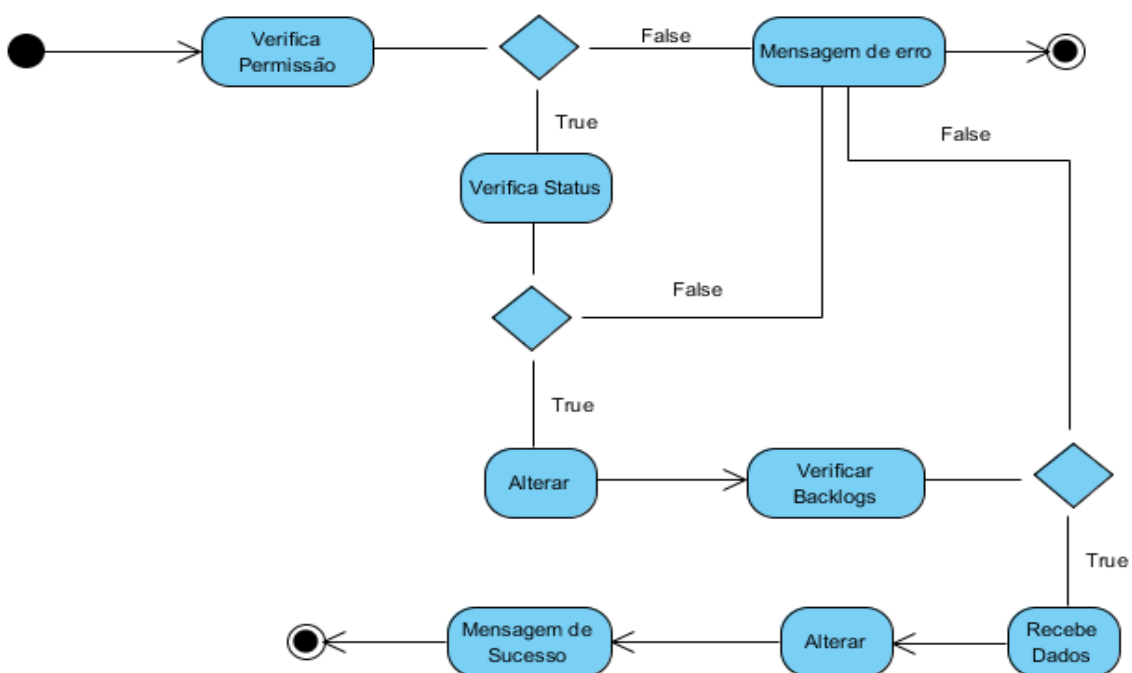 Verifica
Permissão
False
Mensagem de erro
True
False
Verifica Status
False
True
Alterar
Verificar
Backlogs
True
Mensagem de
Sucesso
Alterar
Recebe
Dados